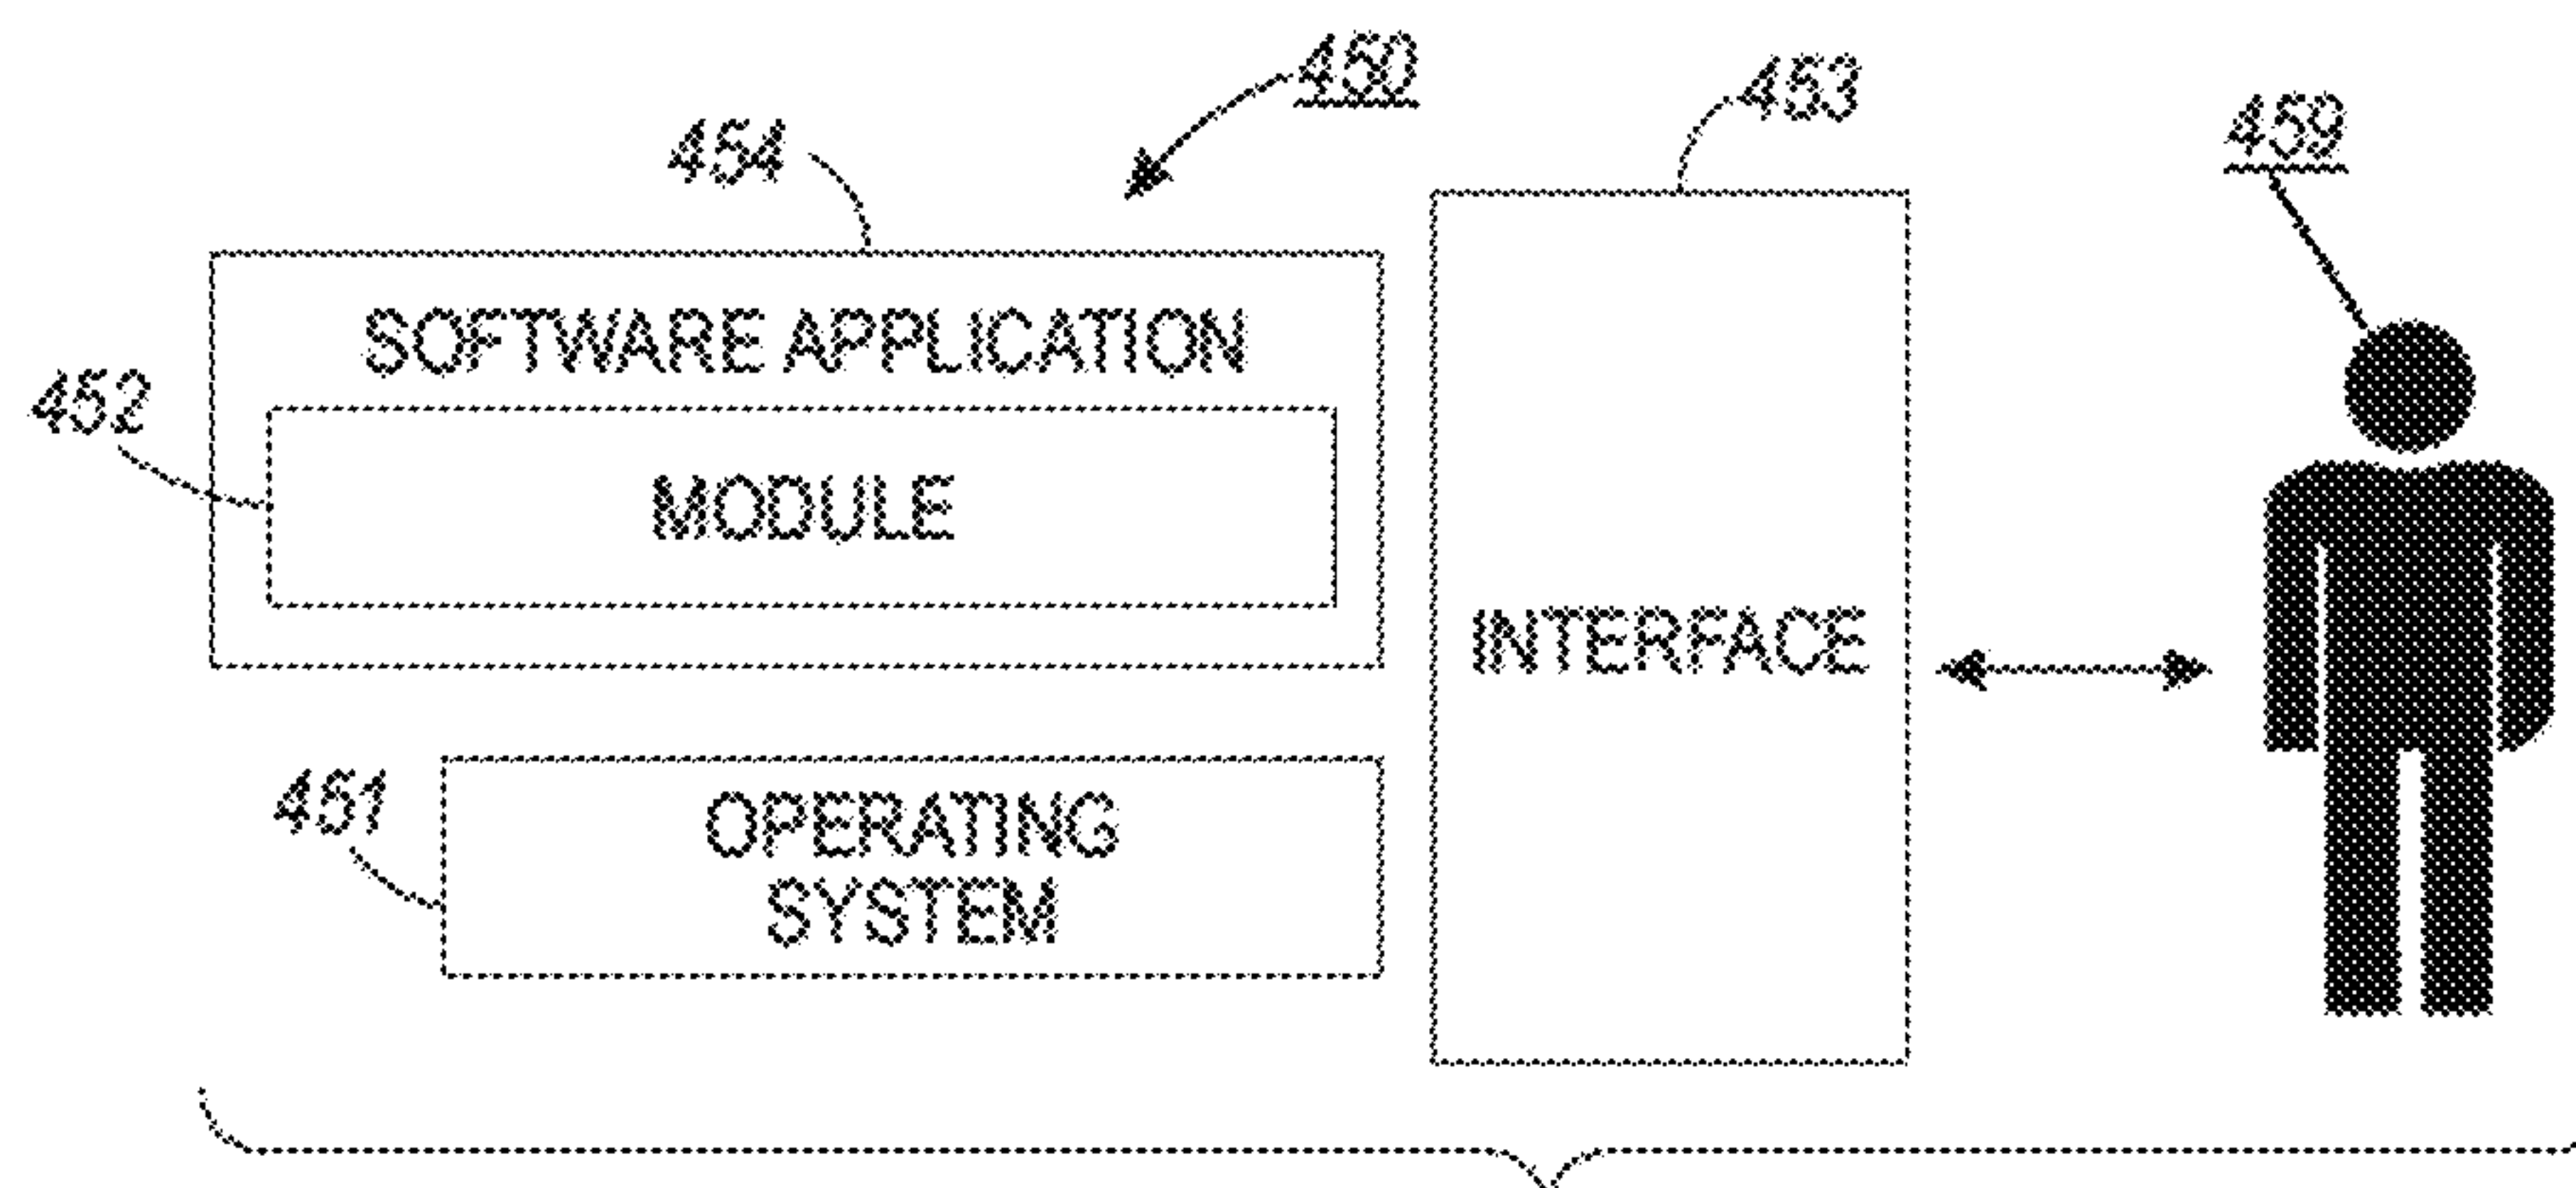 450
453
454
459
SOFTWARE APPLICATION
452
MODULE
INTERFACE
451
OPERATING
SYSTEM